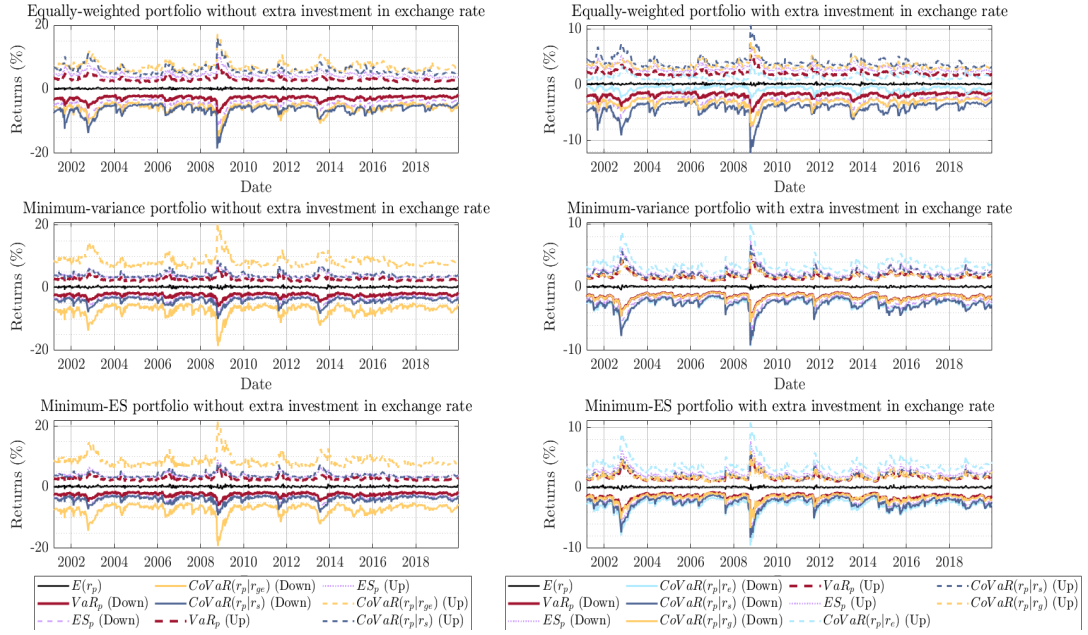 Equally-weighted portfolio without extra investment in exchange rate
Returns (%)
20
0
-20
2002 2004 2006 2008 2010 2012 2014 2016 2018
Date
Equally-weighted portfolio with extra investment in exchange rate
Returns (%)
10
0
-10
2002 2004 2006 2008 2010 2012 2014 2016 2018
Date
Minimum-variance portfolio without extra investment in exchange rate
Returns (%)
20
0
-20
2002 2004 2006 2008 2010 2012 2014 2016 2018
Date
Minimum-variance portfolio with extra investment in exchange rate
Returns (%)
10
0
-10
2002 2004 2006 2008 2010 2012 2014 2016 2018
Date
Minimum-ES portfolio without extra investment in exchange rate
Returns (%)
20
0
-20
2002 2004 2006 2008 2010 2012 2014 2016 2018
Minimum-ES portfolio with extra investment in exchange rate
Returns (%)
10
0
-10
2002 2004 2006 2008 2010 2012 2014 2016 2018
E(r_p) CoVaR(r_p|r_ge) (Down) ES_p (Up)
VaR_p (Down) CoVaR(r_p|r_s) (Down) CoVaR(r_p|r_ge) (Up)
ES_p (Down) VaR_p (Up) CoVaR(r_p|r_s) (Up)
E(r_p) CoVaR(r_p|r_e) (Down) VaR_p (Up) CoVaR(r_p|r_s) (Up)
VaR_p (Down) CoVaR(r_p|r_s) (Down) ES_p (Up) CoVaR(r_p|r_g) (Up)
ES_p (Down) CoVaR(r_p|r_g) (Down) CoVaR(r_p|r_e) (Up)